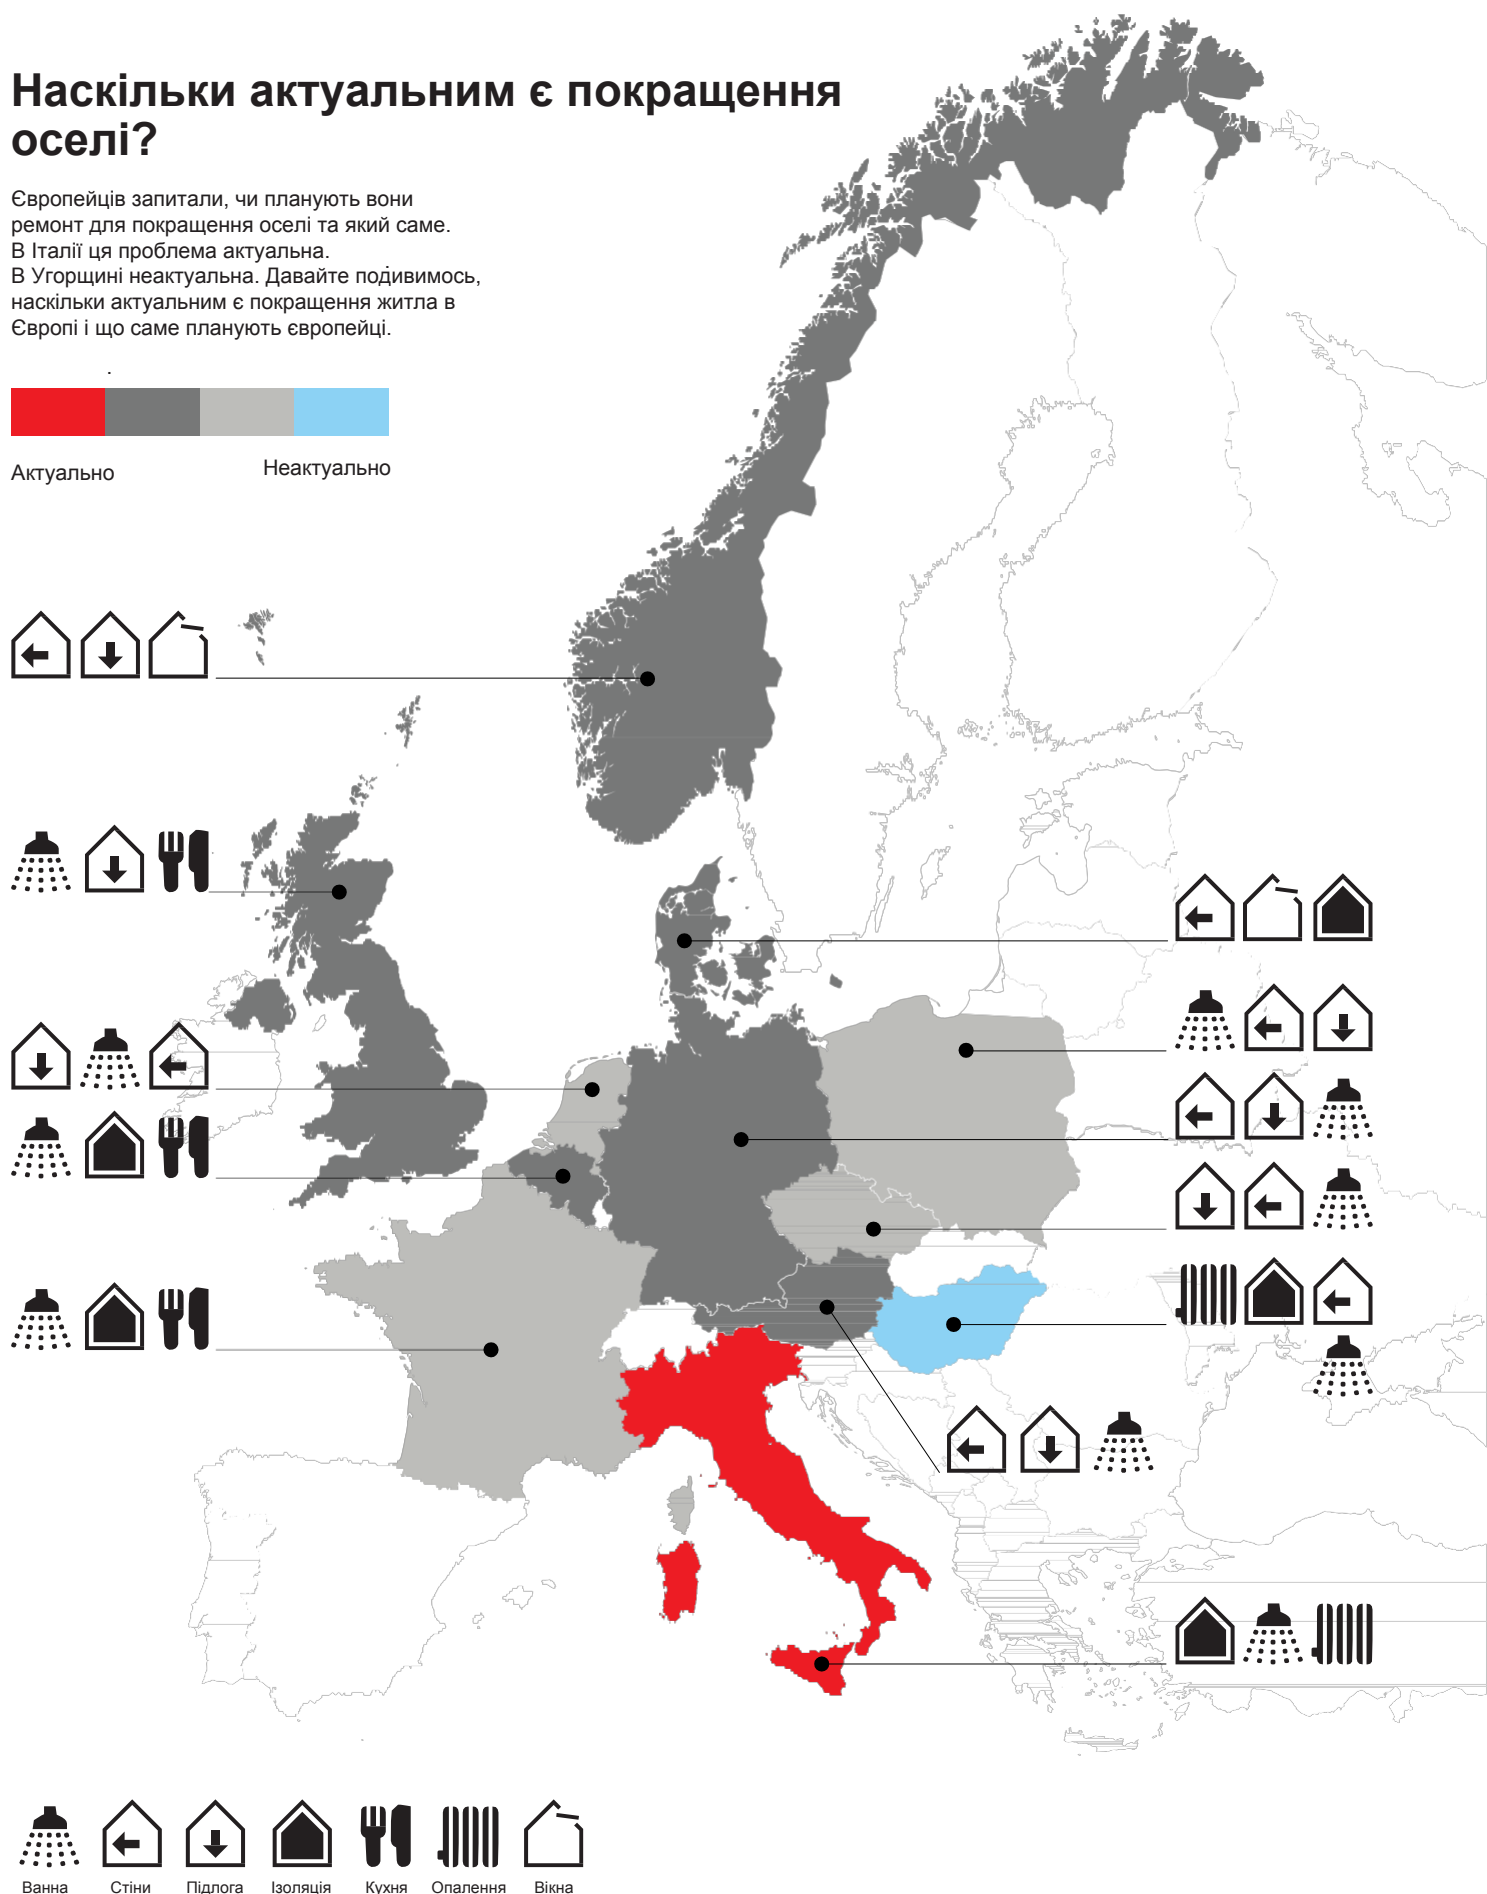 Наскільки актуальним є покращення
оселі?
Європейців запитали, чи планують вони
ремонт для покращення оселі та який саме.
В Італії ця проблема актуальна.
В Угорщині неактуальна. Давайте подивимось,
наскільки актуальним є покращення житла в
Європі і що саме планують європейці.
Актуально
Неактуально
Ванна
Стіни
Підлога
Ізоляція
Кухня
Опалення
Вікна